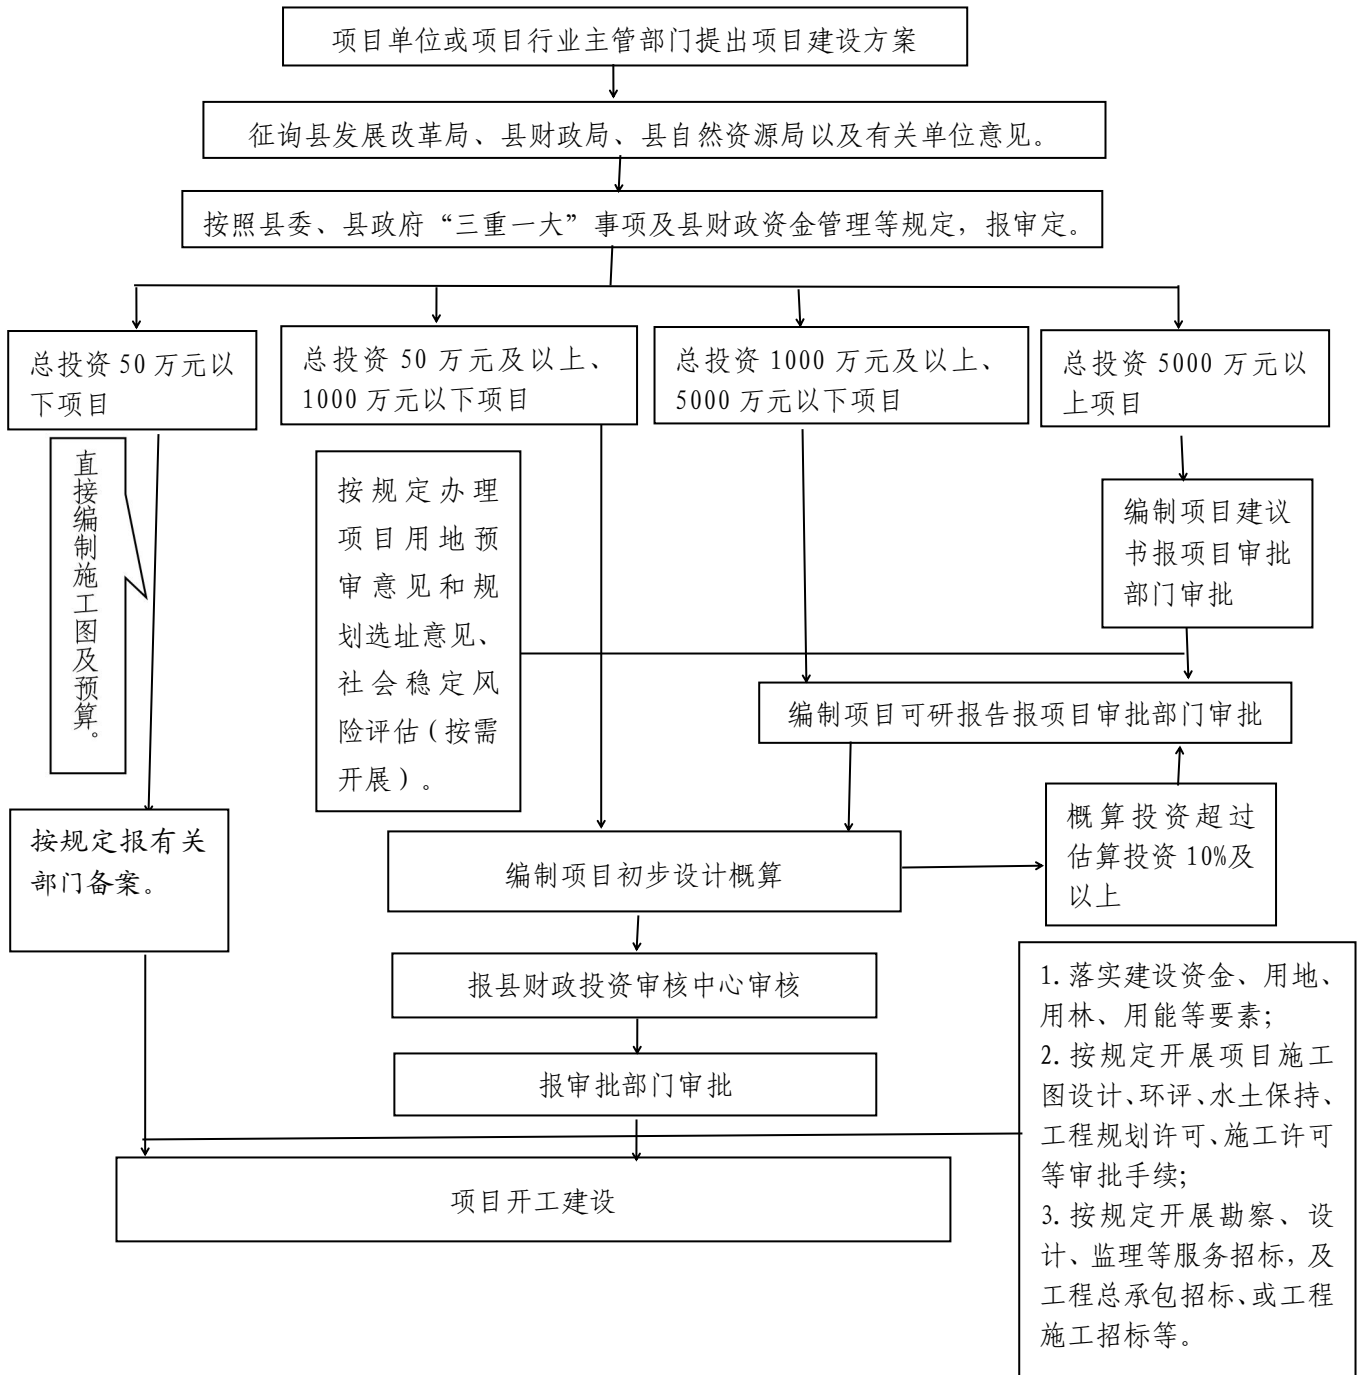 项目单位或项目行业主管部门提出项目建设方案
征询县发展改革局、县财政局、县自然资源局以及有关单位意见。
按照县委、县政府“三重一大”事项及县财政资金管理等规定，报审定。
总投资 50 万元以
下项目
总投资 50 万元及以上、
1000 万元以下项目
总投资 1000 万元及以上、
5000 万元以下项目
总投资 5000 万元以
上项目
直接编制施工图及预算。
按规定办理
项目用地预
审意见和规
划选址意见、
社会稳定风
险评估（按需
开展）。
编制项目建议
书报项目审批
部门审批
编制项目可研报告报项目审批部门审批
按规定报有关
部门备案。
编制项目初步设计概算
概算投资超过
估算投资 10%及
以上
报县财政投资审核中心审核
报审批部门审批
项目开工建设
1. 落实建设资金、用地、
用林、用能等要素；
2. 按规定开展项目施工
图设计、环评、水土保持、
工程规划许可、施工许可
等审批手续；
3. 按规定开展勘察、设
计、监理等服务招标，及
工程总承包招标、或工程
施工招标等。